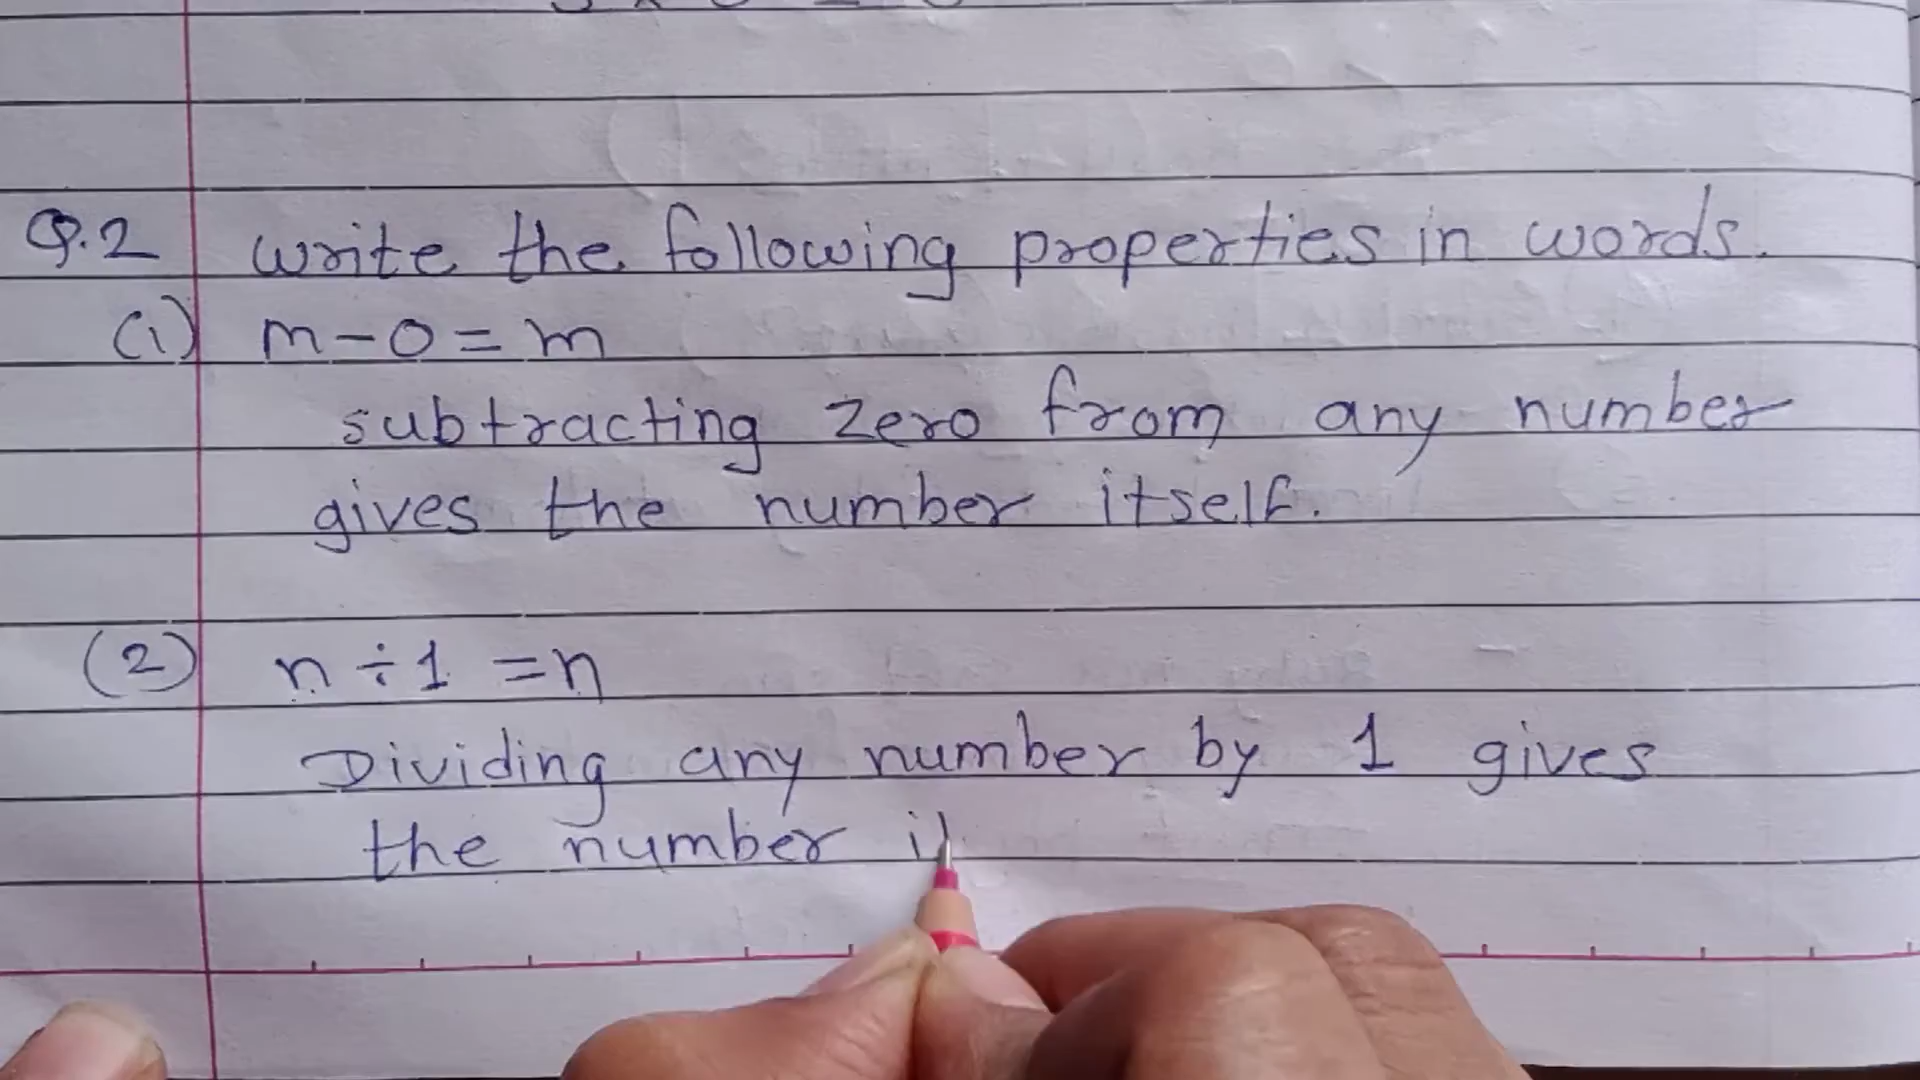 Q.2 write the following properties in words.
(1) m - 0 = m
subtracting zero from any number
gives the number itself.
(2) n ÷ 1 = n
Dividing any number by 1 gives
the number